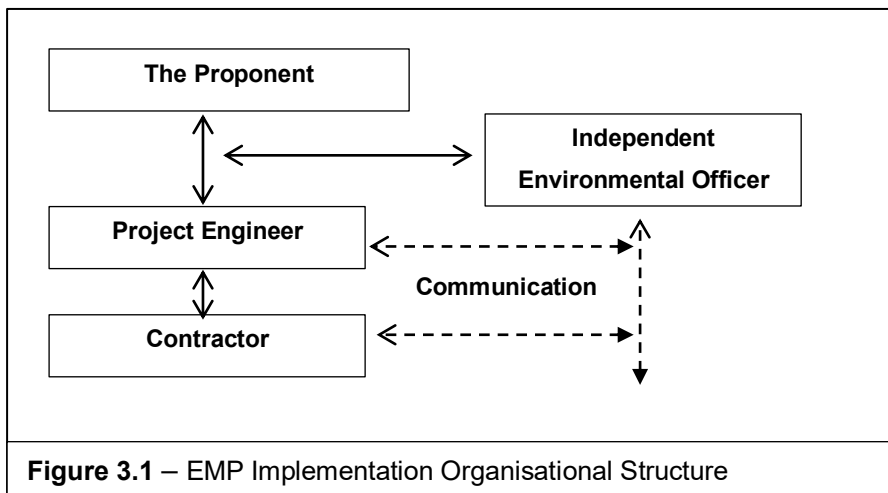 The Proponent
Independent
Environmental Officer
Project Engineer
Communication
Contractor
Figure 3.1 – EMP Implementation Organisational Structure